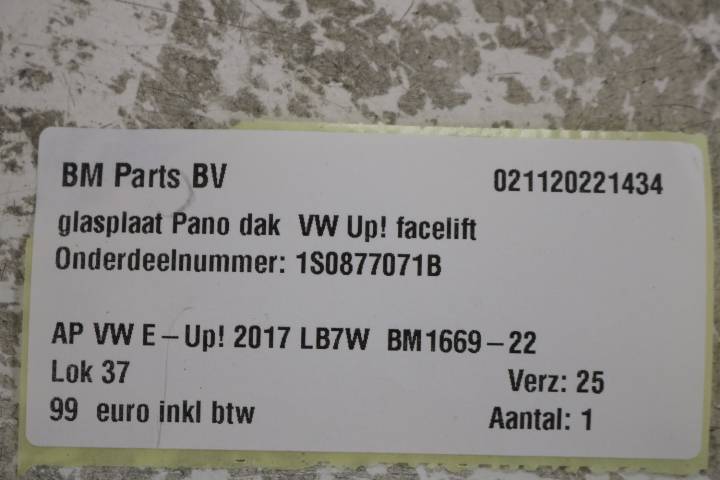 BM Parts BV 021120221434
glasplaat Pano dak VW Up! facelift
Onderdeelnummer: 1S0877071B
AP VW E-Up! 2017 LB7W BM1669-22
Lok 37 Verz: 25
99 euro inkl btw Aantal: 1